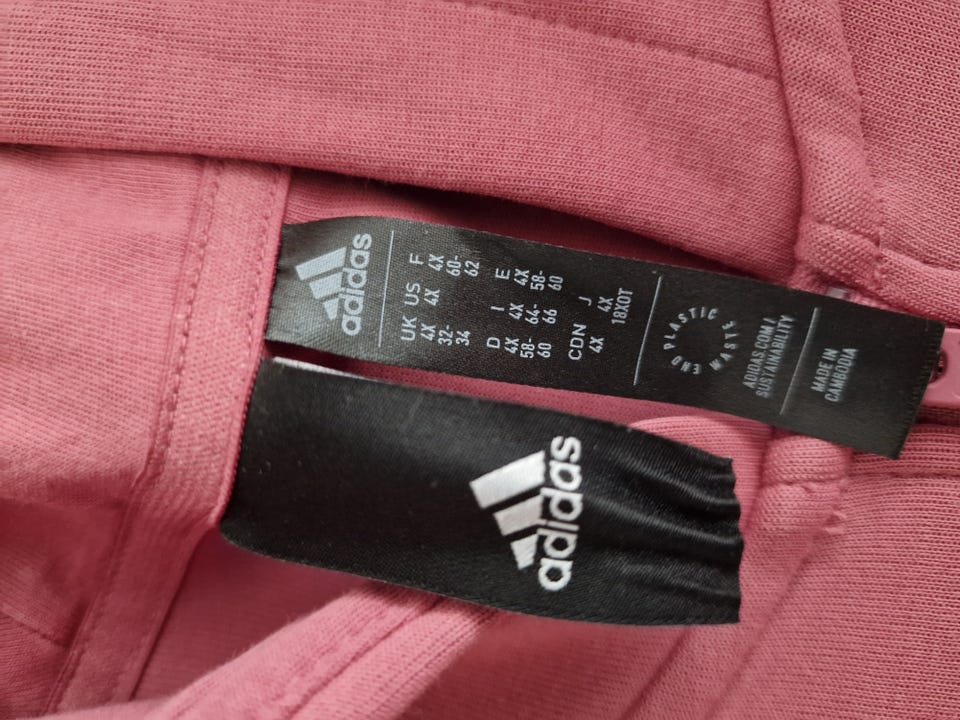 adidas
UK US F
4X 4X 4X
32- 60-
34 62
D I E
4X 4X 4X
58- 64- 58-
60 66 60
CDN J
4X 4X
18XOT
END PLASTIC WASTE
ADIDAS.COM/
SUSTAINABILITY
MADE IN
CAMBODIA
adidas